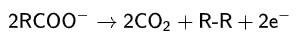 2RCOO⁻ → 2CO₂ + R-R + 2e⁻